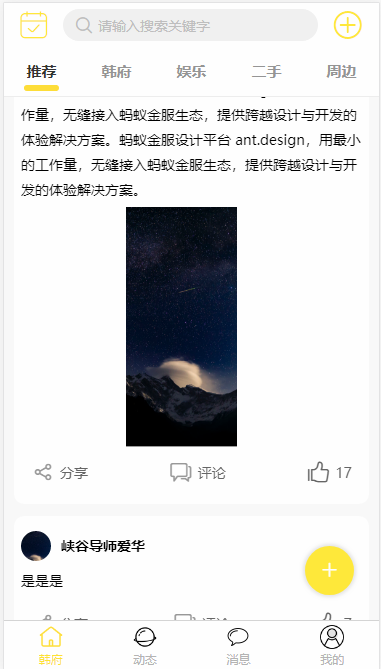 请输入搜索关键字
推荐 韩府 娱乐 二手 周边
作量，无缝接入蚂蚁金服生态，提供跨越设计与开发的
体验解决方案。蚂蚁金服设计平台 ant.design，用最小
的工作量，无缝接入蚂蚁金服生态，提供跨越设计与开
发的体验解决方案。
分享 评论 17
峡谷导师爱华
是是是
分享 评论 7
韩府 动态 消息 我的